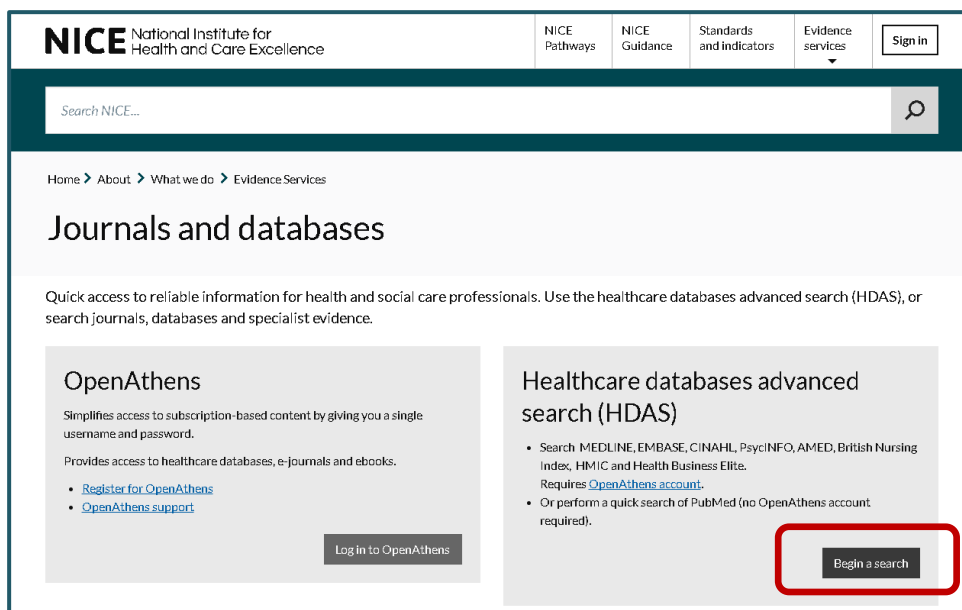 NICE National Institute for Health and Care Excellence
NICE Pathways
NICE Guidance
Standards and indicators
Evidence services
Sign in
Search NICE...
Home > About > What we do > Evidence Services
Journals and databases
Quick access to reliable information for health and social care professionals. Use the healthcare databases advanced search (HDAS), or
search journals, databases and specialist evidence.
OpenAthens
Simplifies access to subscription-based content by giving you a single
username and password.
Provides access to healthcare databases, e-journals and ebooks.
• Register for OpenAthens
• OpenAthens support
Log in to OpenAthens
Healthcare databases advanced
search (HDAS)
• Search MEDLINE, EMBASE, CINAHL, PsycINFO, AMED, British Nursing
Index, HMIC and Health Business Elite.
Requires OpenAthens account.
• Or perform a quick search of PubMed (no OpenAthens account
required).
Begin a search